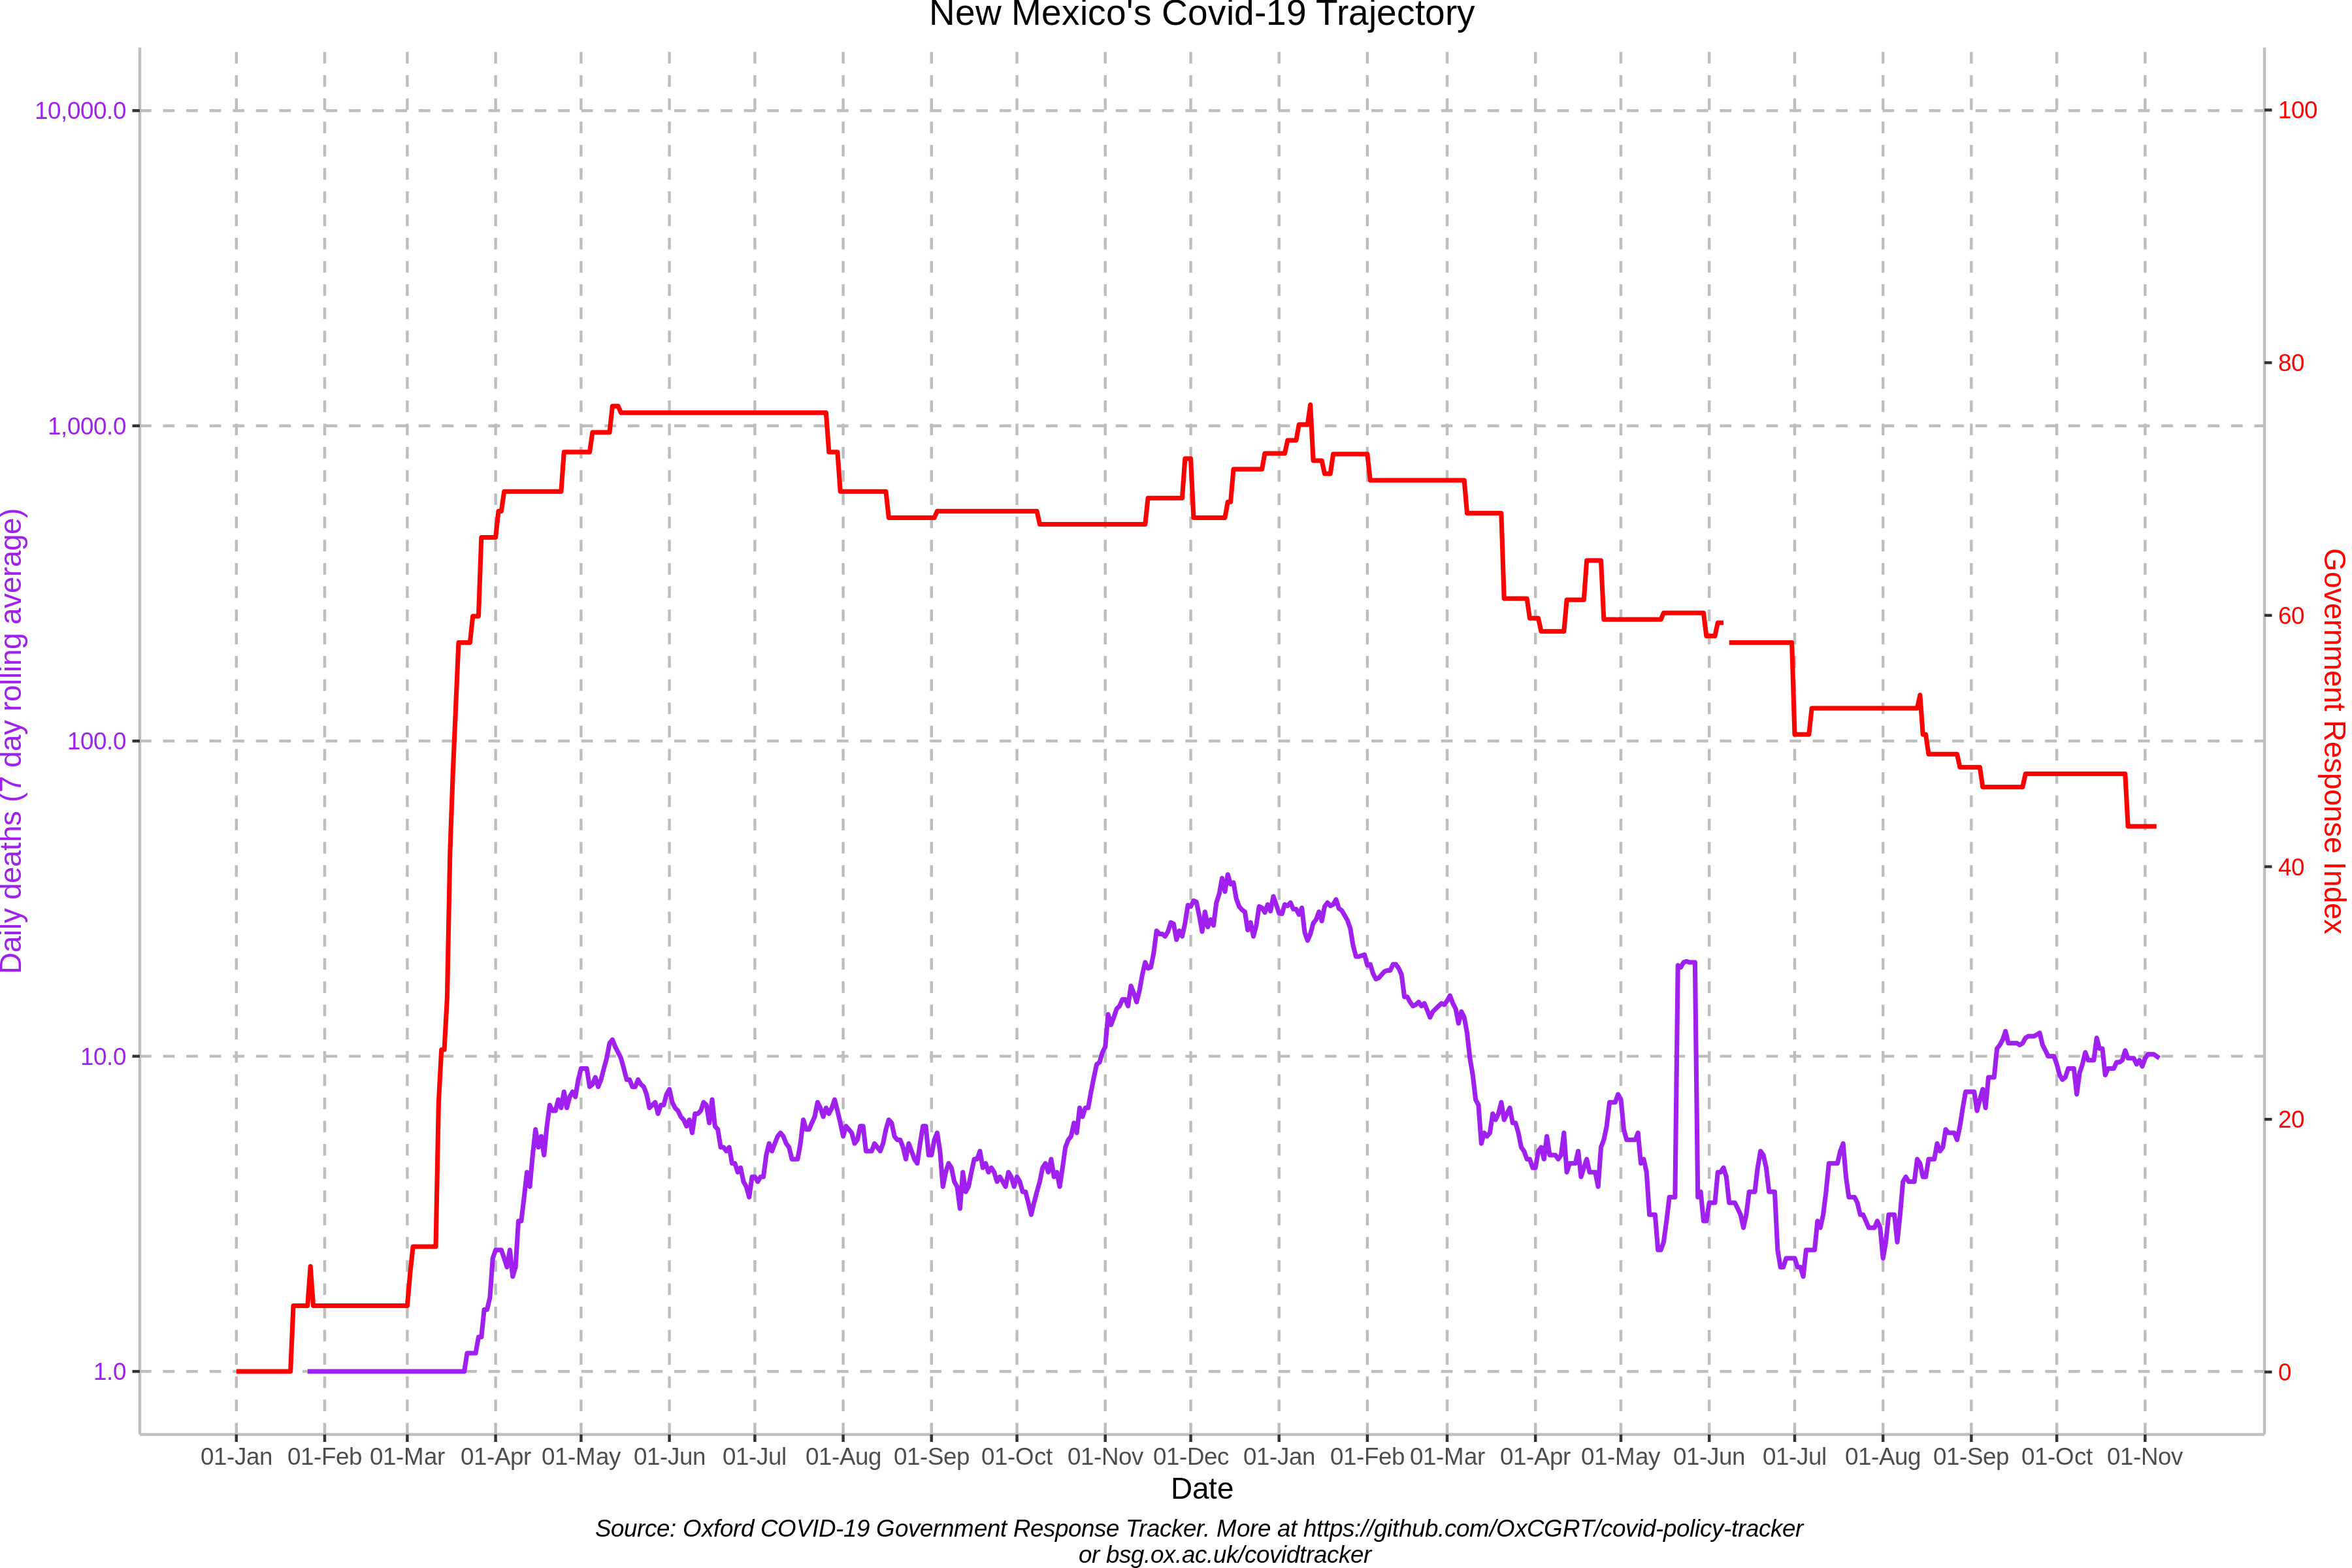 New Mexico's Covid-19 Trajectory
10,000.0
1,000.0
100.0
10.0
1.0
Daily deaths (7 day rolling average)
100
80
60
40
20
0
Government Response Index
01-Jan 01-Feb 01-Mar 01-Apr 01-May 01-Jun 01-Jul 01-Aug 01-Sep 01-Oct 01-Nov 01-Dec 01-Jan 01-Feb 01-Mar 01-Apr 01-May 01-Jun 01-Jul 01-Aug 01-Sep 01-Oct 01-Nov
Date
Source: Oxford COVID-19 Government Response Tracker. More at https://github.com/OxCGRT/covid-policy-tracker
or bsg.ox.ac.uk/covidtracker